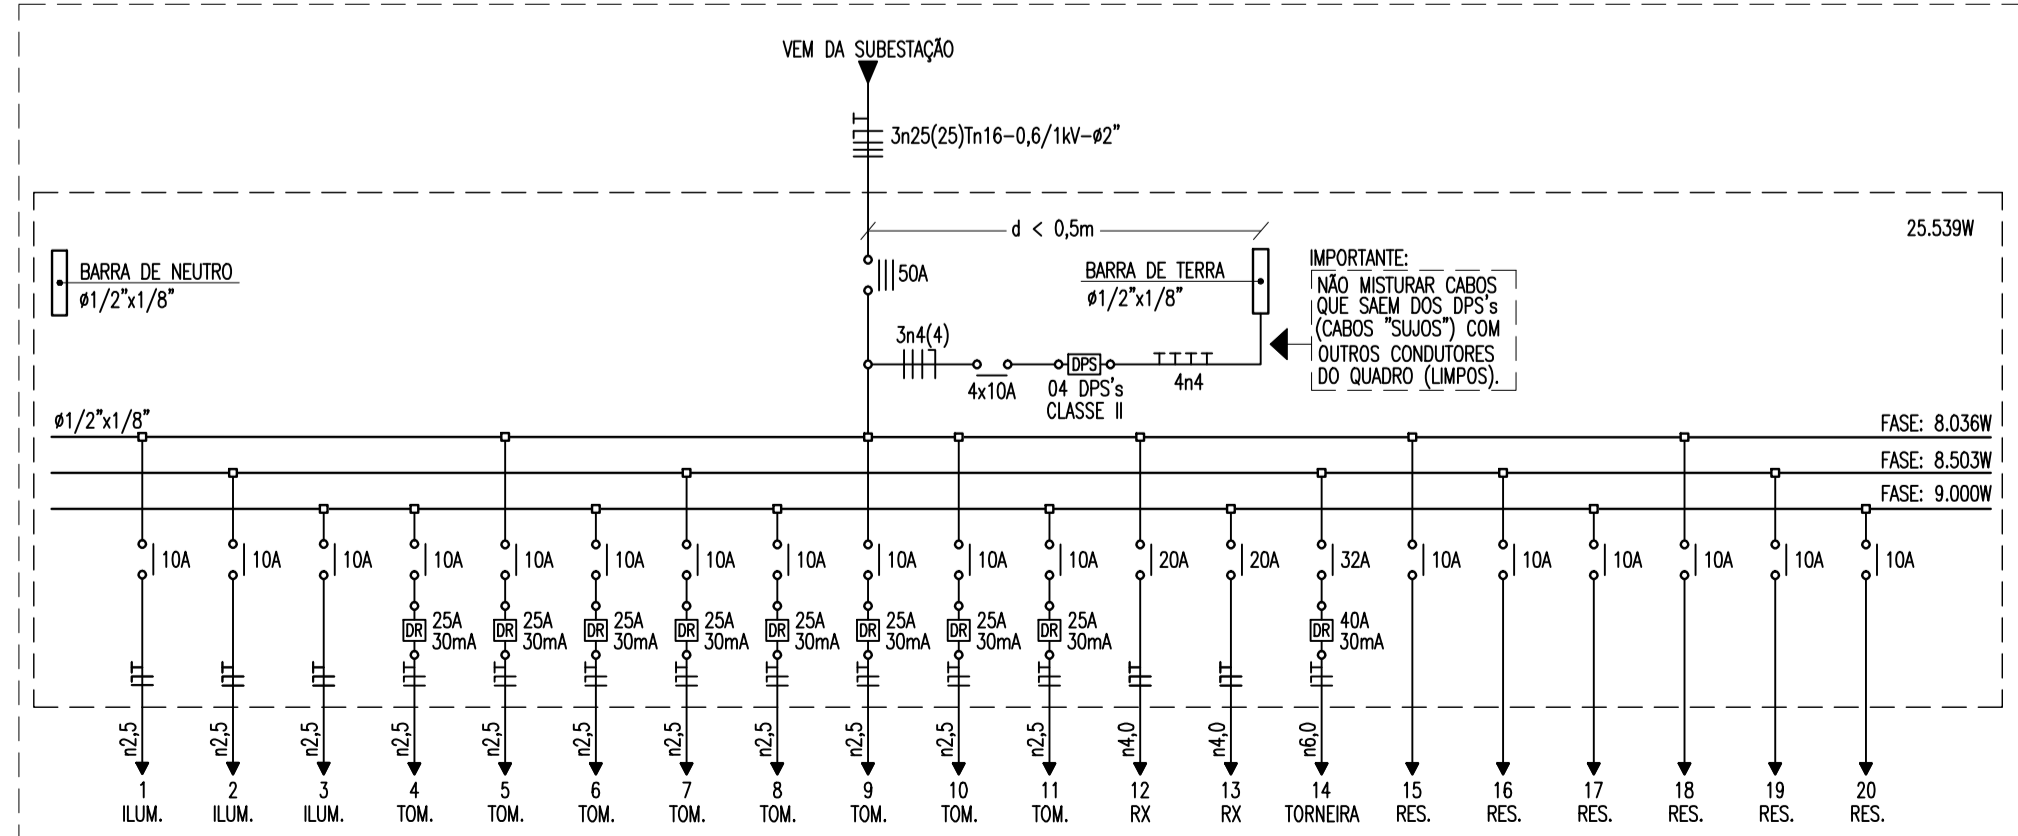 VEM DA SUBESTAÇÃO
3n25(25)Tn16-0,6/1kV-ø2"
d < 0,5m
25.539W
BARRA DE NEUTRO
ø1/2"x1/8"
50A
BARRA DE TERRA
ø1/2"x1/8"
IMPORTANTE:
NÃO MISTURAR CABOS
QUE SAEM DOS DPS's
(CABOS "SUJOS") COM
OUTROS CONDUTORES
DO QUADRO (LIMPOS).
3n4(4)
DPS
4x10A
04 DPS's
CLASSE II
4n4
ø1/2"x1/8"
FASE: 8.036W
FASE: 8.503W
FASE: 9.000W
10A 10A 10A 10A 10A 10A 10A 10A 10A 10A 10A 20A 20A 32A 10A 10A 10A 10A 10A 10A
DR 25A DR 25A DR 25A DR 25A DR 25A DR 25A DR 25A DR 25A DR 40A
30mA 30mA 30mA 30mA 30mA 30mA 30mA 30mA 30mA
n2,5 n2,5 n2,5 n2,5 n2,5 n2,5 n2,5 n2,5 n2,5 n2,5 n2,5 n4,0 n4,0 n6,0
1 2 3 4 5 6 7 8 9 10 11 12 13 14 15 16 17 18 19 20
ILUM. ILUM. ILUM. TOM. TOM. TOM. TOM. TOM. TOM. TOM. TOM. RX RX TORNEIRA RES. RES. RES. RES. RES. RES.